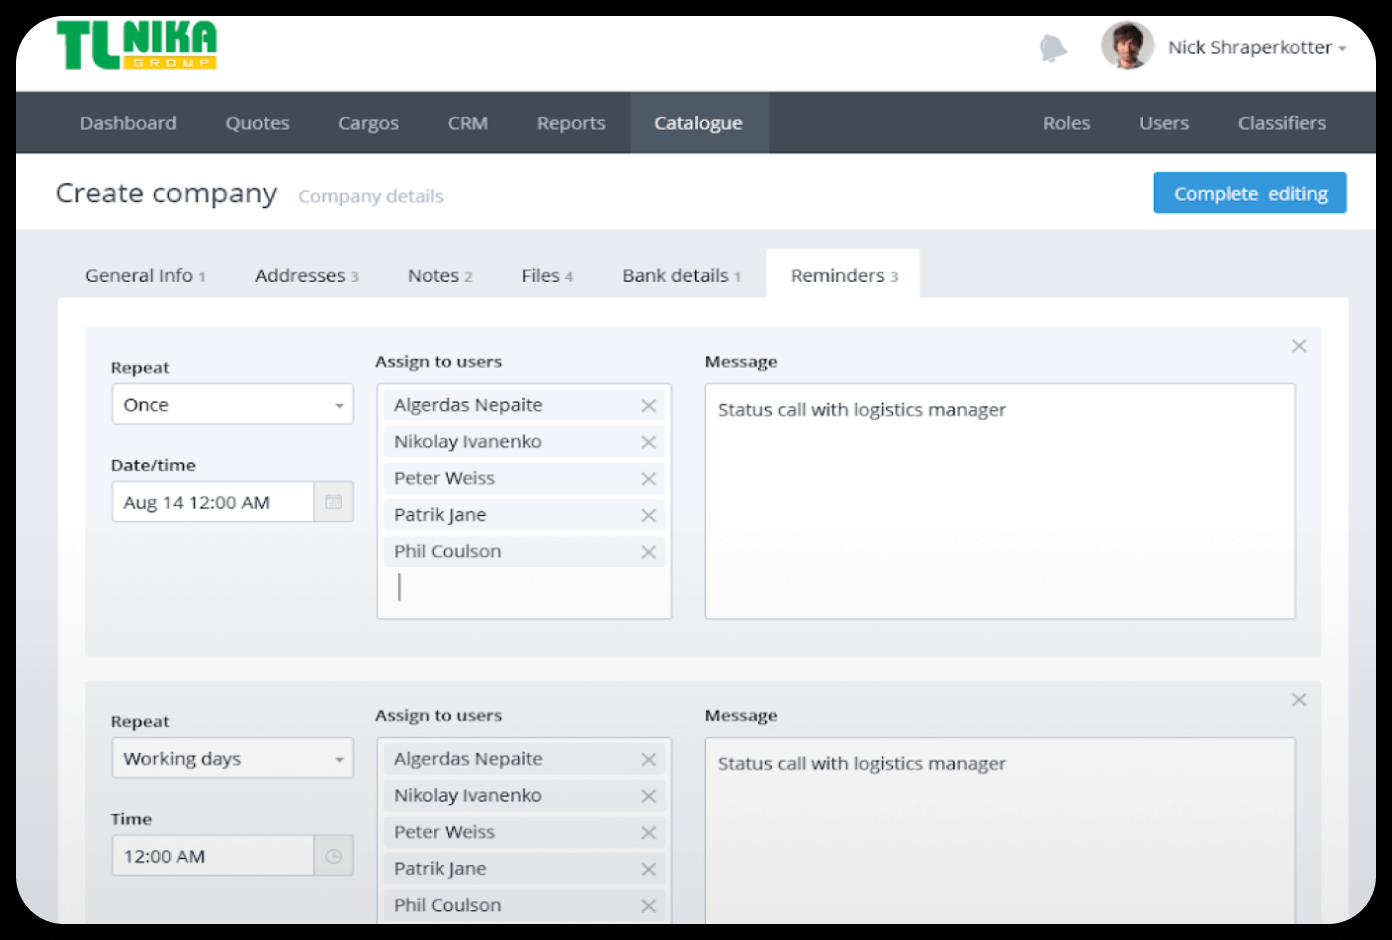 TL NIKA
GROUP
Nick Shraperkotter
Dashboard Quotes Cargos CRM Reports Catalogue Roles Users Classifiers
Create company Company details Complete editing
General Info 1 Addresses 3 Notes 2 Files 4 Bank details 1 Reminders 3
Repeat
Once
Date/time
Aug 14 12:00 AM
Assign to users
Algerdas Nepaite
Nikolay Ivanenko
Peter Weiss
Patrik Jane
Phil Coulson
Message
Status call with logistics manager
Repeat
Working days
Time
12:00 AM
Assign to users
Algerdas Nepaite
Nikolay Ivanenko
Peter Weiss
Patrik Jane
Phil Coulson
Message
Status call with logistics manager